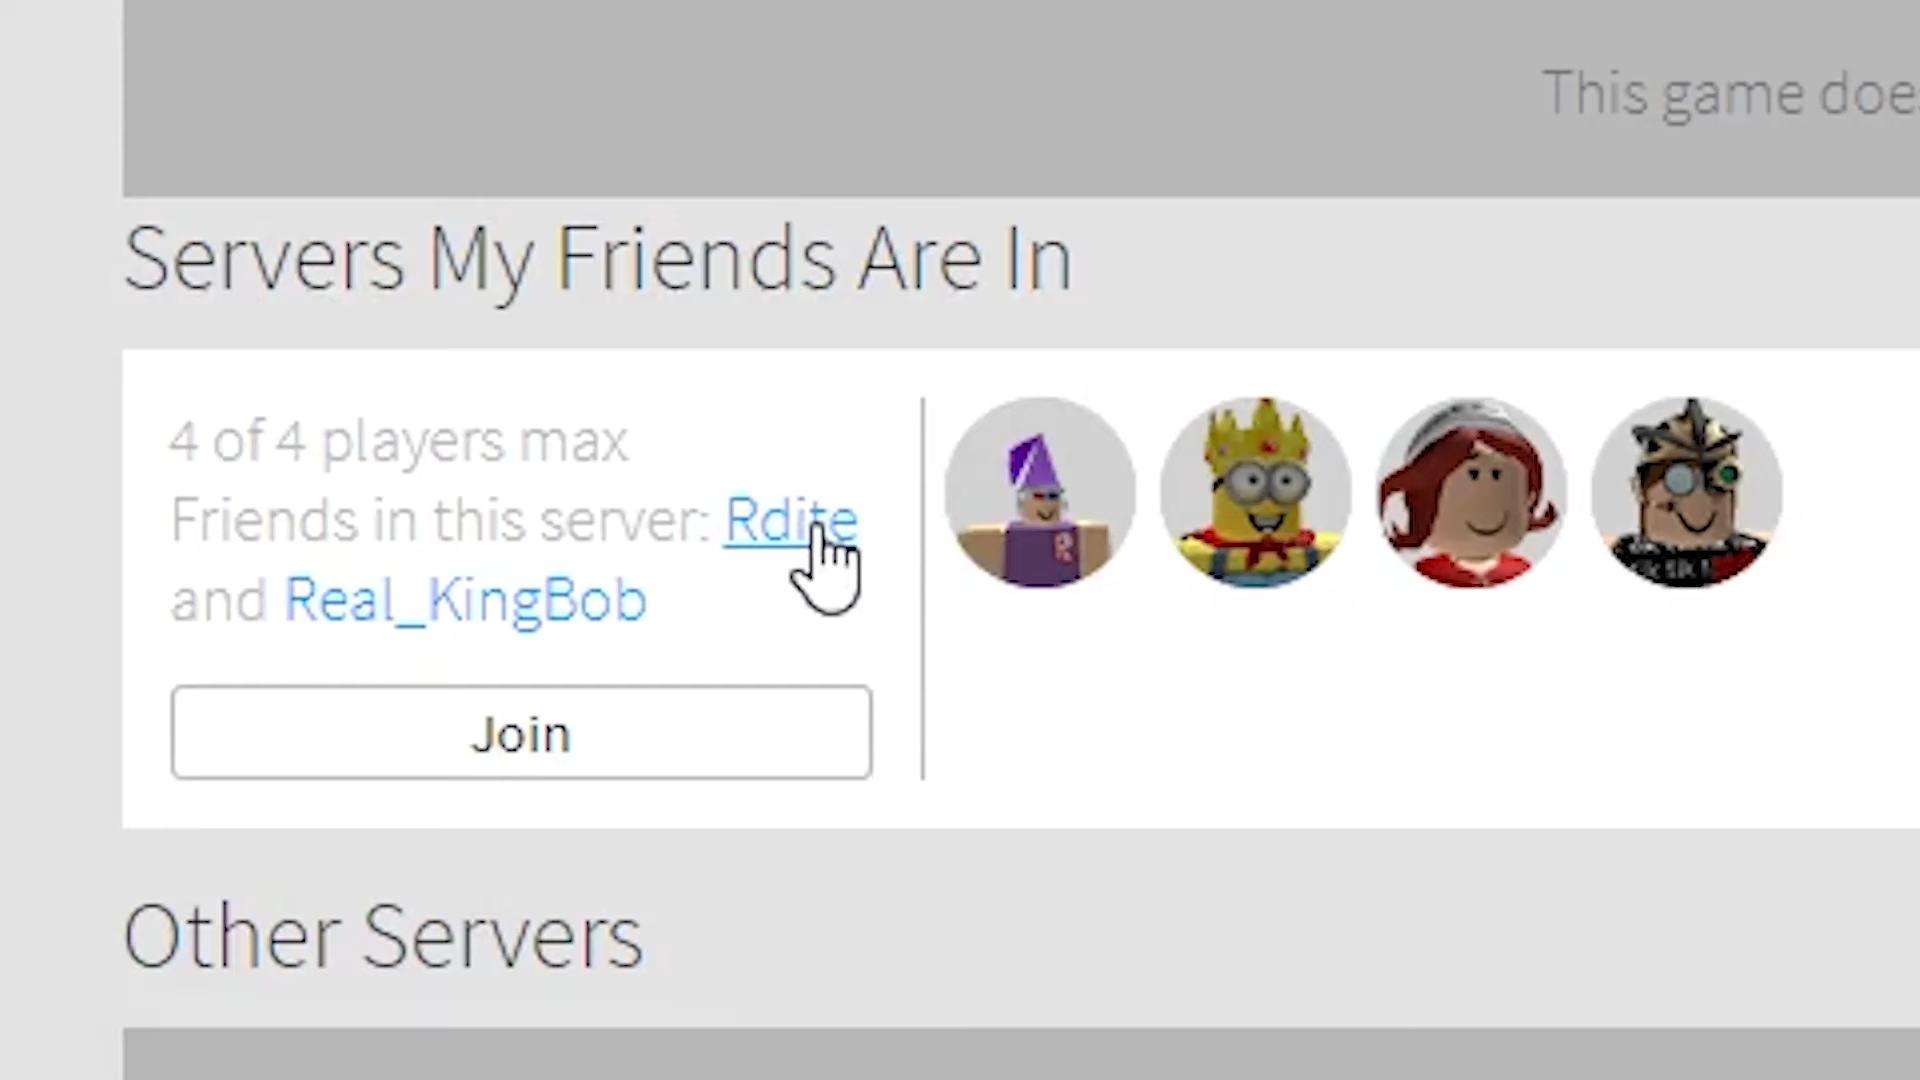 This game doe
Servers My Friends Are In
4 of 4 players max
Friends in this server: Rdite
and Real_KingBob
Join
Other Servers